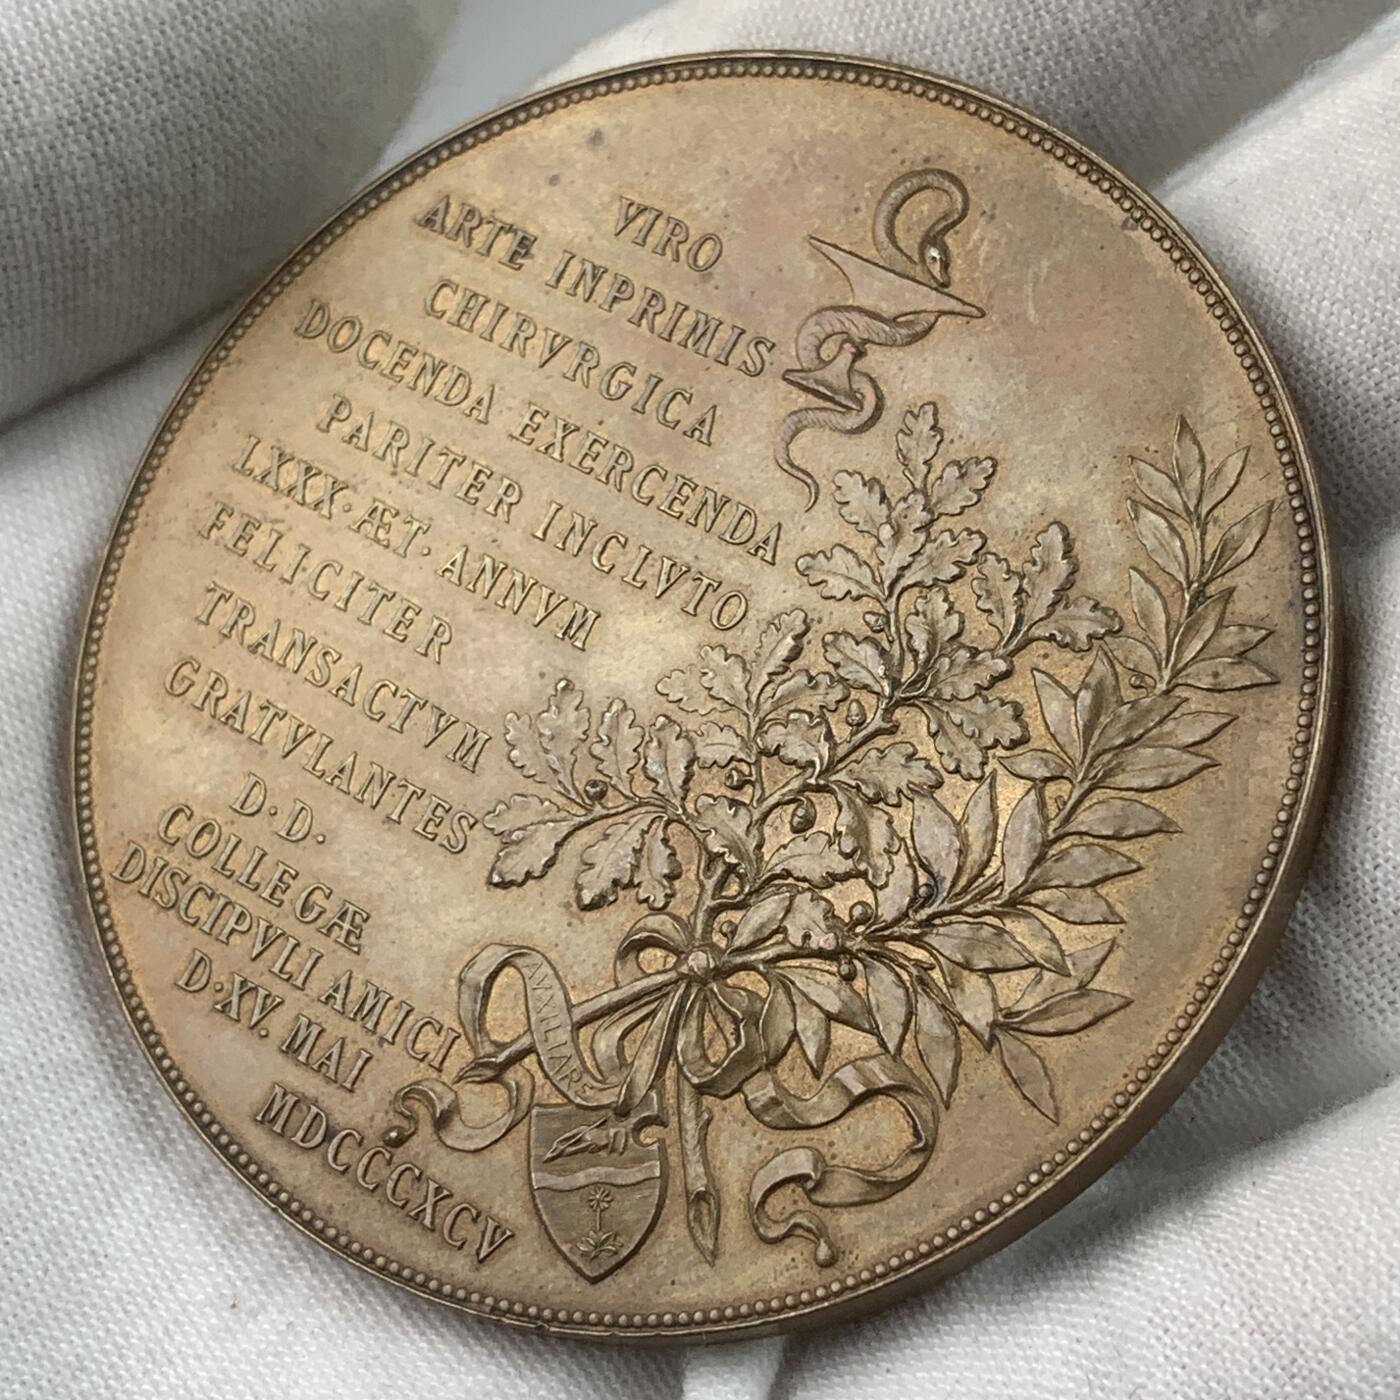 VIRO
ARTE INPRIMIS
CHIRVRGICA
DOCENDA EXERCENDA
PARITER INCLVTO
LXXX·ÆT·ANNVM
FELICITER
TRANSACTVM
GRATVLANTES
D·D·
COLLEGÆ
DISCIPVLI AMICI
D·XV·MAI
MDCCCXCV
AVXILIARE